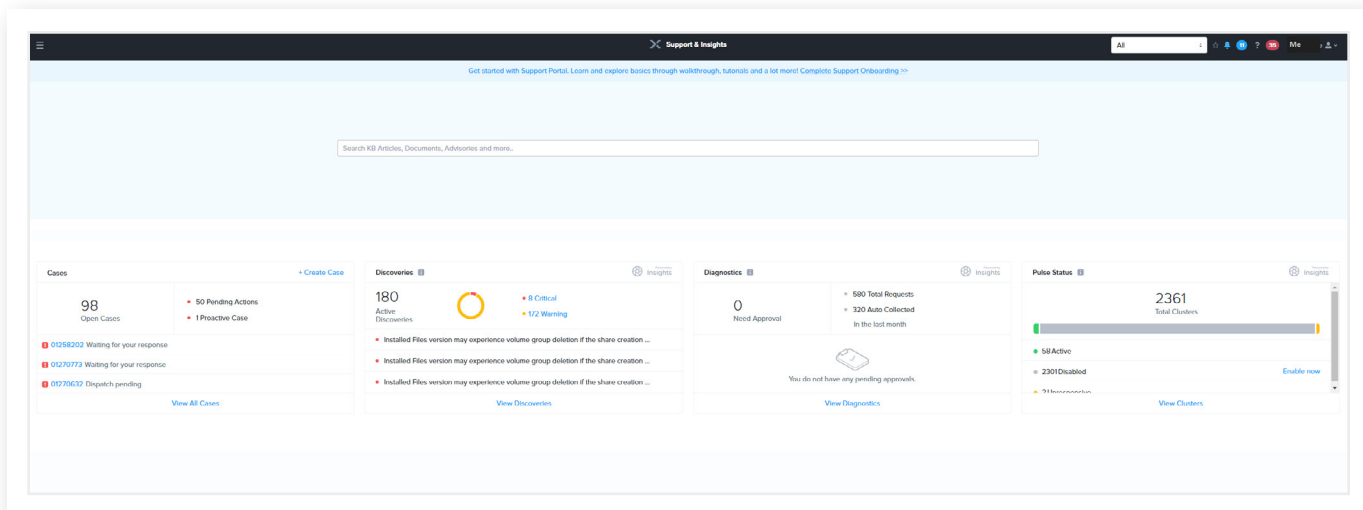 Support & Insights
All
?
35
Me
Get started with Support Portal. Learn and explore basics through walkthrough, tutorials and a lot more! Complete Support Onboarding >>
Search KB Articles, Documents, Advisories and more..
Cases
+ Create Case
98
Open Cases
50 Pending Actions
1 Proactive Case
01258202 Waiting for your response
01270773 Waiting for your response
01270632 Dispatch pending
View All Cases
Discoveries
Insights
180
Active
Discoveries
8 Critical
172 Warning
Installed Files version may experience volume group deletion if the share creation ...
Installed Files version may experience volume group deletion if the share creation ...
Installed Files version may experience volume group deletion if the share creation ...
View Discoveries
Diagnostics
Insights
0
Need Approval
580 Total Requests
320 Auto Collected
In the last month
You do not have any pending approvals.
View Diagnostics
Pulse Status
Insights
2361
Total Clusters
58 Active
2301 Disabled
Enable now
2 Unresponsive
View Clusters